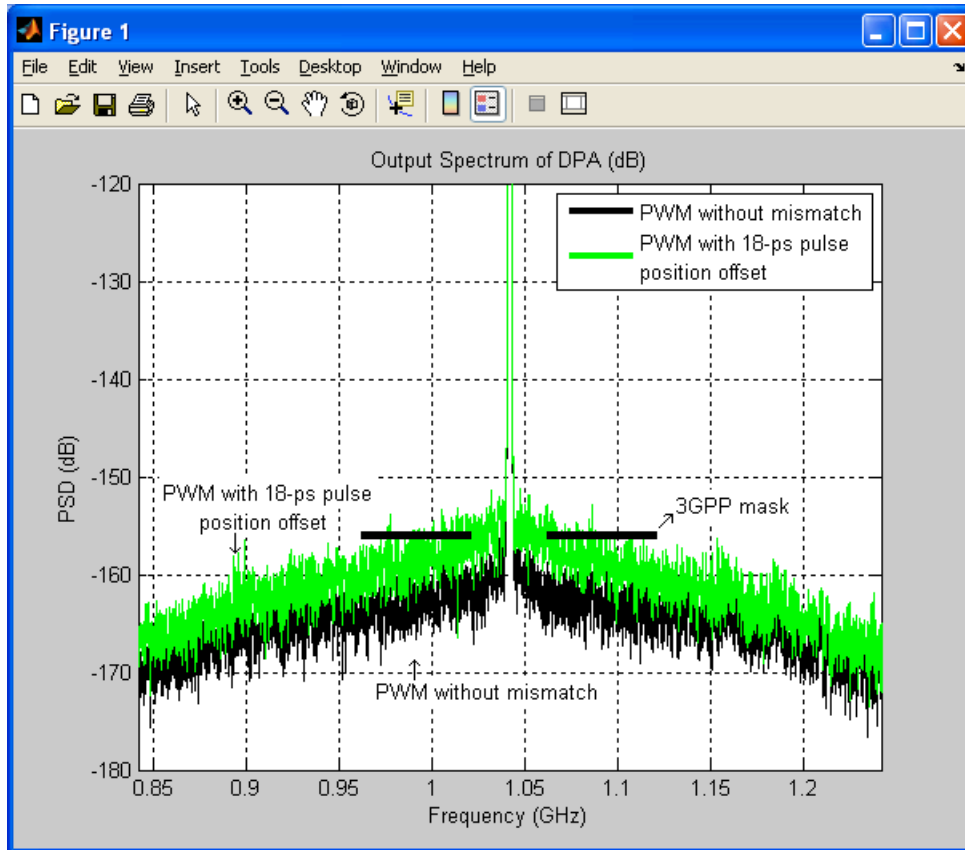 Figure 1
File Edit View Insert Tools Desktop Window Help
Output Spectrum of DPA (dB)
-120
-130
-140
-150
-160
-170
-180
PSD (dB)
PWM without mismatch
PWM with 18-ps pulse
position offset
PWM with 18-ps pulse
position offset
3GPP mask
PWM without mismatch
0.85 0.9 0.95 1 1.05 1.1 1.15 1.2
Frequency (GHz)